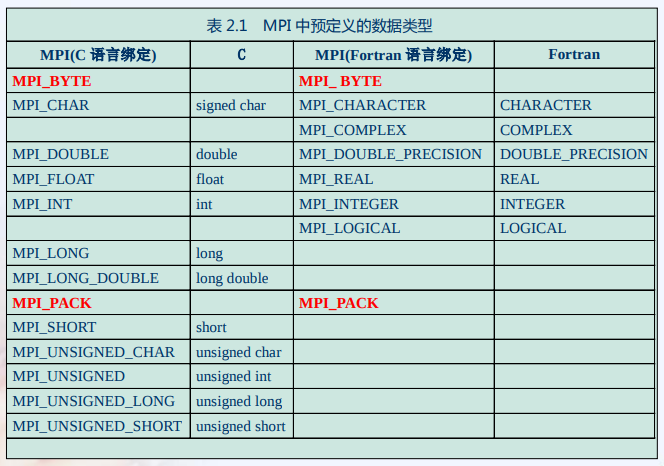 表 2.1 MPI 中预定义的数据类型
MPI(C 语言绑定) C MPI(Fortran 语言绑定) Fortran
MPI_BYTE MPI_ BYTE
MPI_CHAR signed char MPI_CHARACTER CHARACTER
MPI_COMPLEX COMPLEX
MPI_DOUBLE double MPI_DOUBLE_PRECISION DOUBLE_PRECISION
MPI_FLOAT float MPI_REAL REAL
MPI_INT int MPI_INTEGER INTEGER
MPI_LOGICAL LOGICAL
MPI_LONG long
MPI_LONG_DOUBLE long double
MPI_PACK MPI_PACK
MPI_SHORT short
MPI_UNSIGNED_CHAR unsigned char
MPI_UNSIGNED unsigned int
MPI_UNSIGNED_LONG unsigned long
MPI_UNSIGNED_SHORT unsigned short